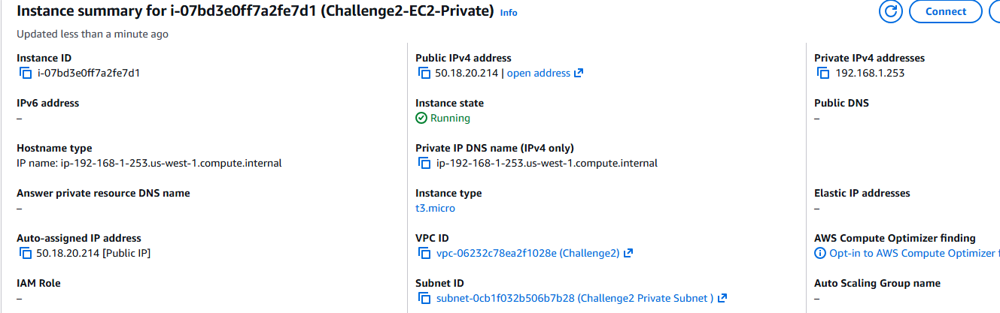 Instance summary for i-07bd3e0ff7a2fe7d1 (Challenge2-EC2-Private) Info
Connect
Updated less than a minute ago
Instance ID
i-07bd3e0ff7a2fe7d1
Public IPv4 address
50.18.20.214 | open address
Private IPv4 addresses
192.168.1.253
IPv6 address
–
Instance state
Running
Public DNS
–
Hostname type
IP name: ip-192-168-1-253.us-west-1.compute.internal
Private IP DNS name (IPv4 only)
ip-192-168-1-253.us-west-1.compute.internal
Answer private resource DNS name
–
Instance type
t3.micro
Elastic IP addresses
–
Auto-assigned IP address
50.18.20.214 [Public IP]
VPC ID
vpc-06232c78ea2f1028e (Challenge2)
AWS Compute Optimizer finding
Opt-in to AWS Compute Optimizer f
IAM Role
–
Subnet ID
subnet-0cb1f032b506b7b28 (Challenge2 Private Subnet )
Auto Scaling Group name
–